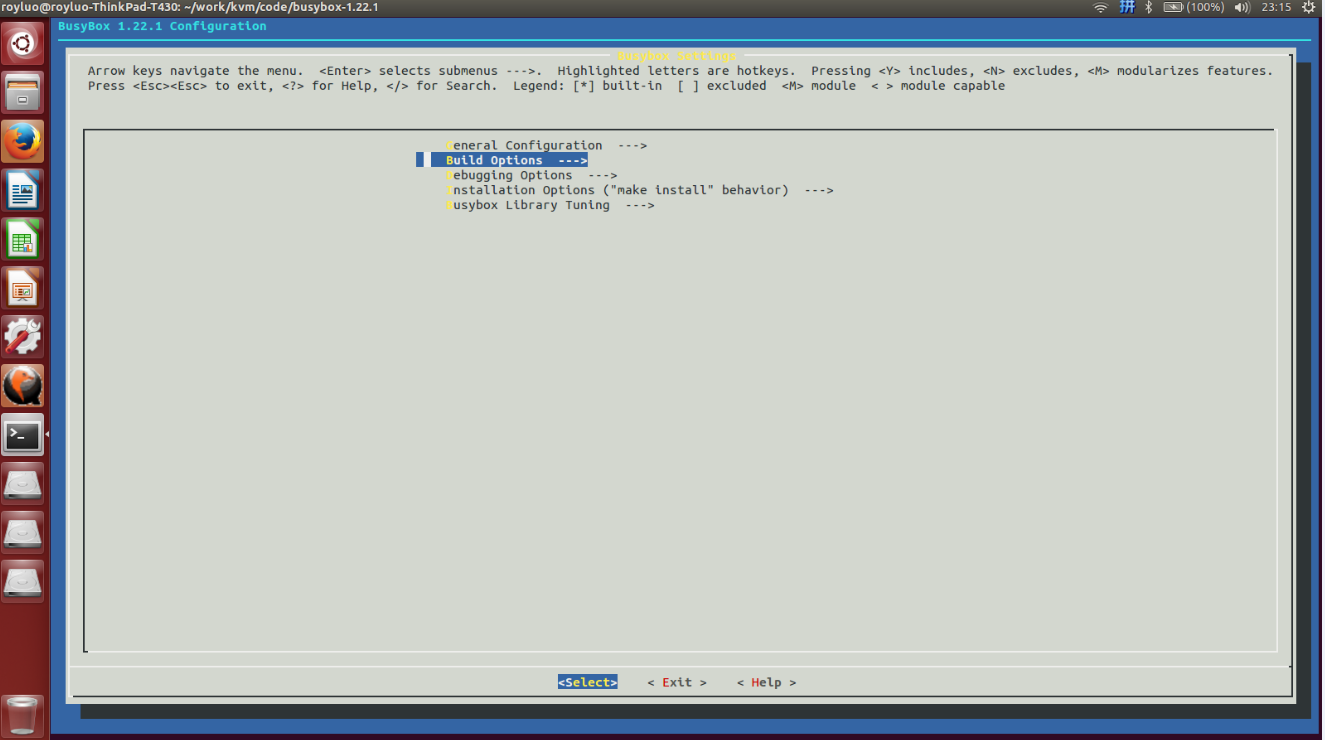 royluo@royluo-ThinkPad-T430: ~/work/kvm/code/busybox-1.22.1
拼 (100%) 23:15
BusyBox 1.22.1 Configuration
Busybox Settings
Arrow keys navigate the menu. <Enter> selects submenus --->. Highlighted letters are hotkeys. Pressing <Y> includes, <N> excludes, <M> modularizes features.
Press <Esc><Esc> to exit, <?> for Help, </> for Search. Legend: [*] built-in [ ] excluded <M> module < > module capable
General Configuration --->
Build Options --->
Debugging Options --->
Installation Options ("make install" behavior) --->
Busybox Library Tuning --->
<Select> < Exit > < Help >